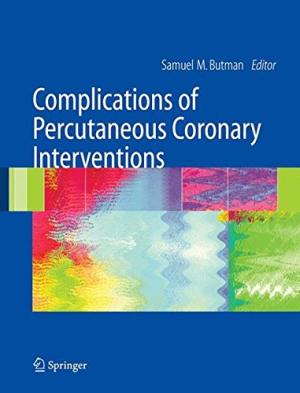 Samuel M. Butman Editor
Complications of
Percutaneous Coronary
Interventions
Springer